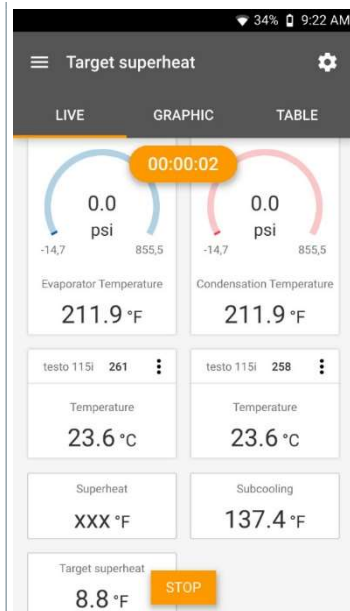 34% 9:22 AM
Target superheat
LIVE GRAPHIC TABLE
00:00:02
0.0 0.0
psi psi
-14,7 855,5 -14,7 855,5
Evaporator Temperature Condensation Temperature
211.9 °F 211.9 °F
testo 115i 261 testo 115i 258
Temperature Temperature
23.6 °C 23.6 °C
Superheat Subcooling
xxx °F 137.4 °F
Target superheat
8.8 °F STOP